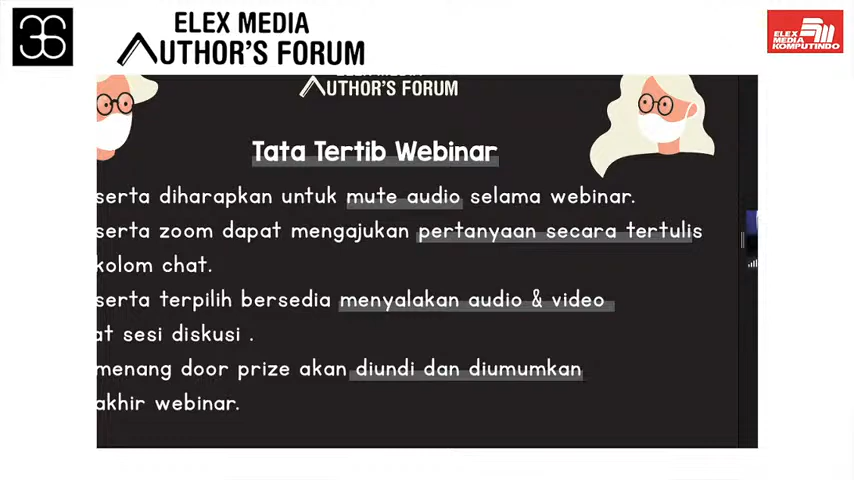 36
ELEX MEDIA
AUTHOR'S FORUM
ELEX
MEDIA
KOMPUTINDO
AUTHOR'S FORUM
Tata Tertib Webinar
serta diharapkan untuk mute audio selama webinar.
serta zoom dapat mengajukan pertanyaan secara tertulis
kolom chat.
serta terpilih bersedia menyalakan audio & video
at sesi diskusi .
menang door prize akan diundi dan diumumkan
akhir webinar.